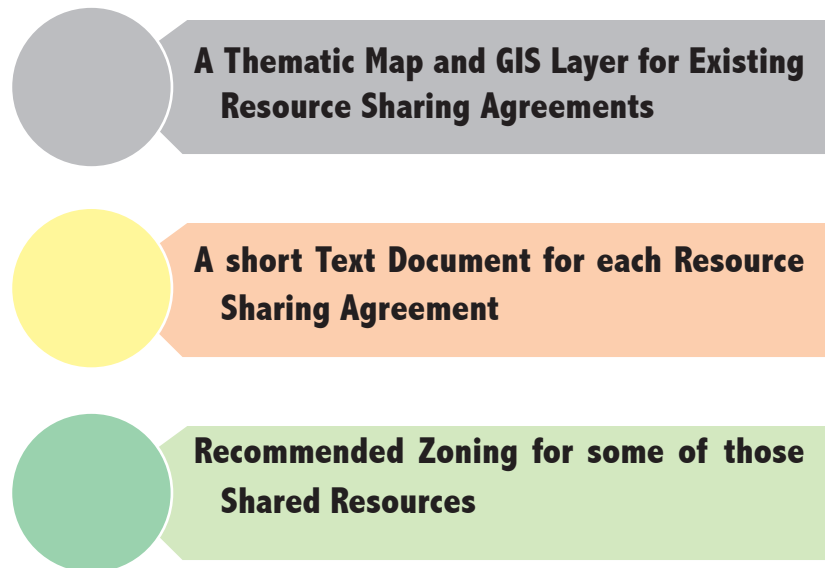 A Thematic Map and GIS Layer for Existing
Resource Sharing Agreements
A short Text Document for each Resource
Sharing Agreement
Recommended Zoning for some of those
Shared Resources